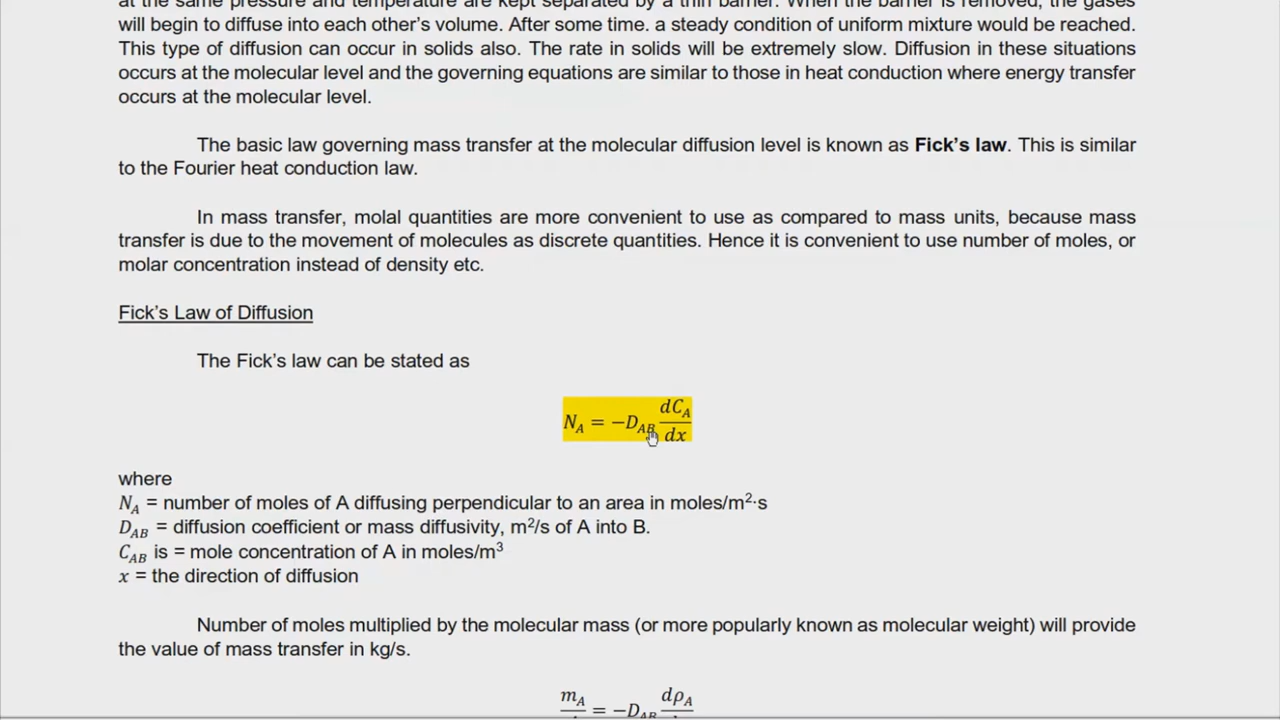 at the same pressure and temperature are kept separated by a thin barrier. When the barrier is removed, the gases
will begin to diffuse into each other's volume. After some time. a steady condition of uniform mixture would be reached.
This type of diffusion can occur in solids also. The rate in solids will be extremely slow. Diffusion in these situations
occurs at the molecular level and the governing equations are similar to those in heat conduction where energy transfer
occurs at the molecular level.
The basic law governing mass transfer at the molecular diffusion level is known as Fick's law. This is similar
to the Fourier heat conduction law.
In mass transfer, molal quantities are more convenient to use as compared to mass units, because mass
transfer is due to the movement of molecules as discrete quantities. Hence it is convenient to use number of moles, or
molar concentration instead of density etc.
Fick's Law of Diffusion
The Fick's law can be stated as
N_A = −D_AB dC_A/dx
where
N_A = number of moles of A diffusing perpendicular to an area in moles/m²·s
D_AB = diffusion coefficient or mass diffusivity, m²/s of A into B.
C_AB is = mole concentration of A in moles/m³
x = the direction of diffusion
Number of moles multiplied by the molecular mass (or more popularly known as molecular weight) will provide
the value of mass transfer in kg/s.
m_A = −D_AB dρ_A